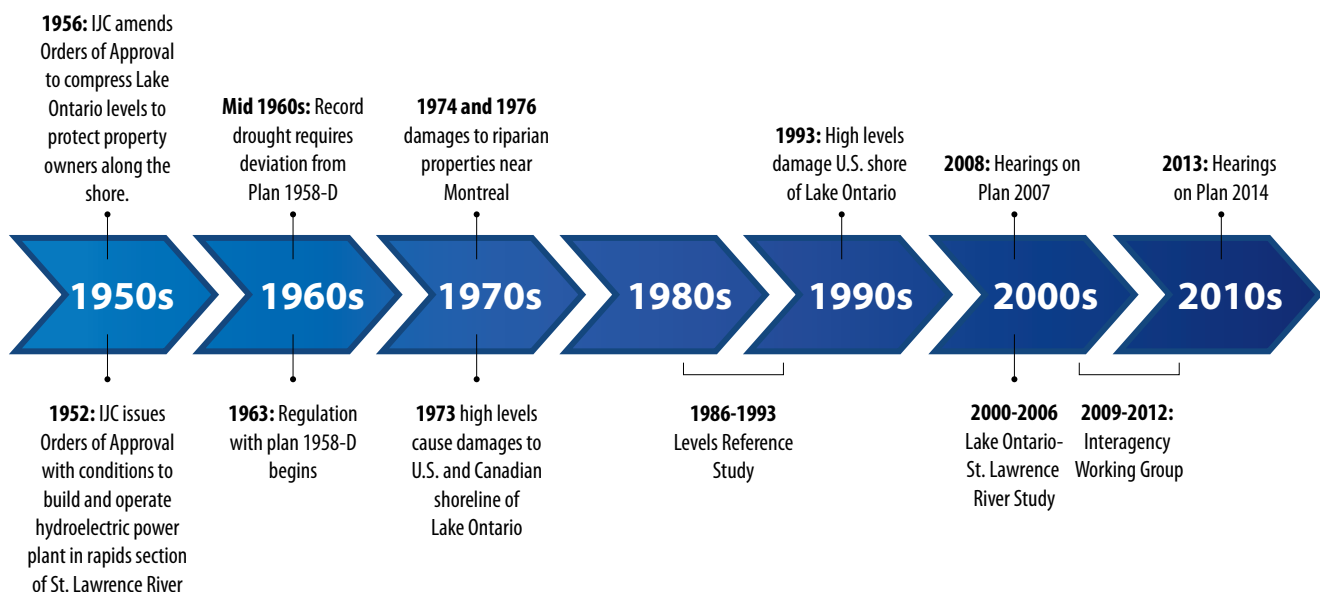 1956: IJC amends
Orders of Approval
to compress Lake
Ontario levels to
protect property
owners along the
shore.
Mid 1960s: Record
drought requires
deviation from
Plan 1958-D
1974 and 1976
damages to riparian
properties near
Montreal
1993: High levels
damage U.S. shore
of Lake Ontario
2008: Hearings on
Plan 2007
2013: Hearings
on Plan 2014
1950s
1960s
1970s
1980s
1990s
2000s
2010s
1952: IJC issues
Orders of Approval
with conditions to
build and operate
hydroelectric power
plant in rapids section
of St. Lawrence River
1963: Regulation
with plan 1958-D
begins
1973 high levels
cause damages to
U.S. and Canadian
shoreline of
Lake Ontario
1986-1993
Levels Reference
Study
2000-2006
Lake Ontario-
St. Lawrence
River Study
2009-2012:
Interagency
Working Group